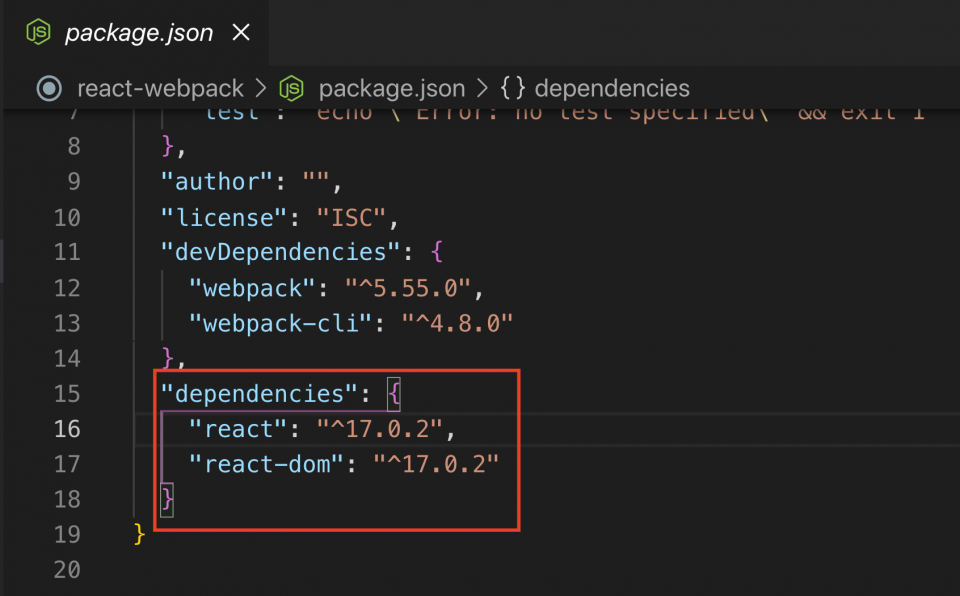 JS package.json ×
react-webpack > JS package.json > {} dependencies
7 test : echo \ Error: no test specified\ && exit 1
8 },
9 "author": "",
10 "license": "ISC",
11 "devDependencies": {
12 "webpack": "^5.55.0",
13 "webpack-cli": "^4.8.0"
14 },
15 "dependencies": {
16 "react": "^17.0.2",
17 "react-dom": "^17.0.2"
18 }
19 }
20